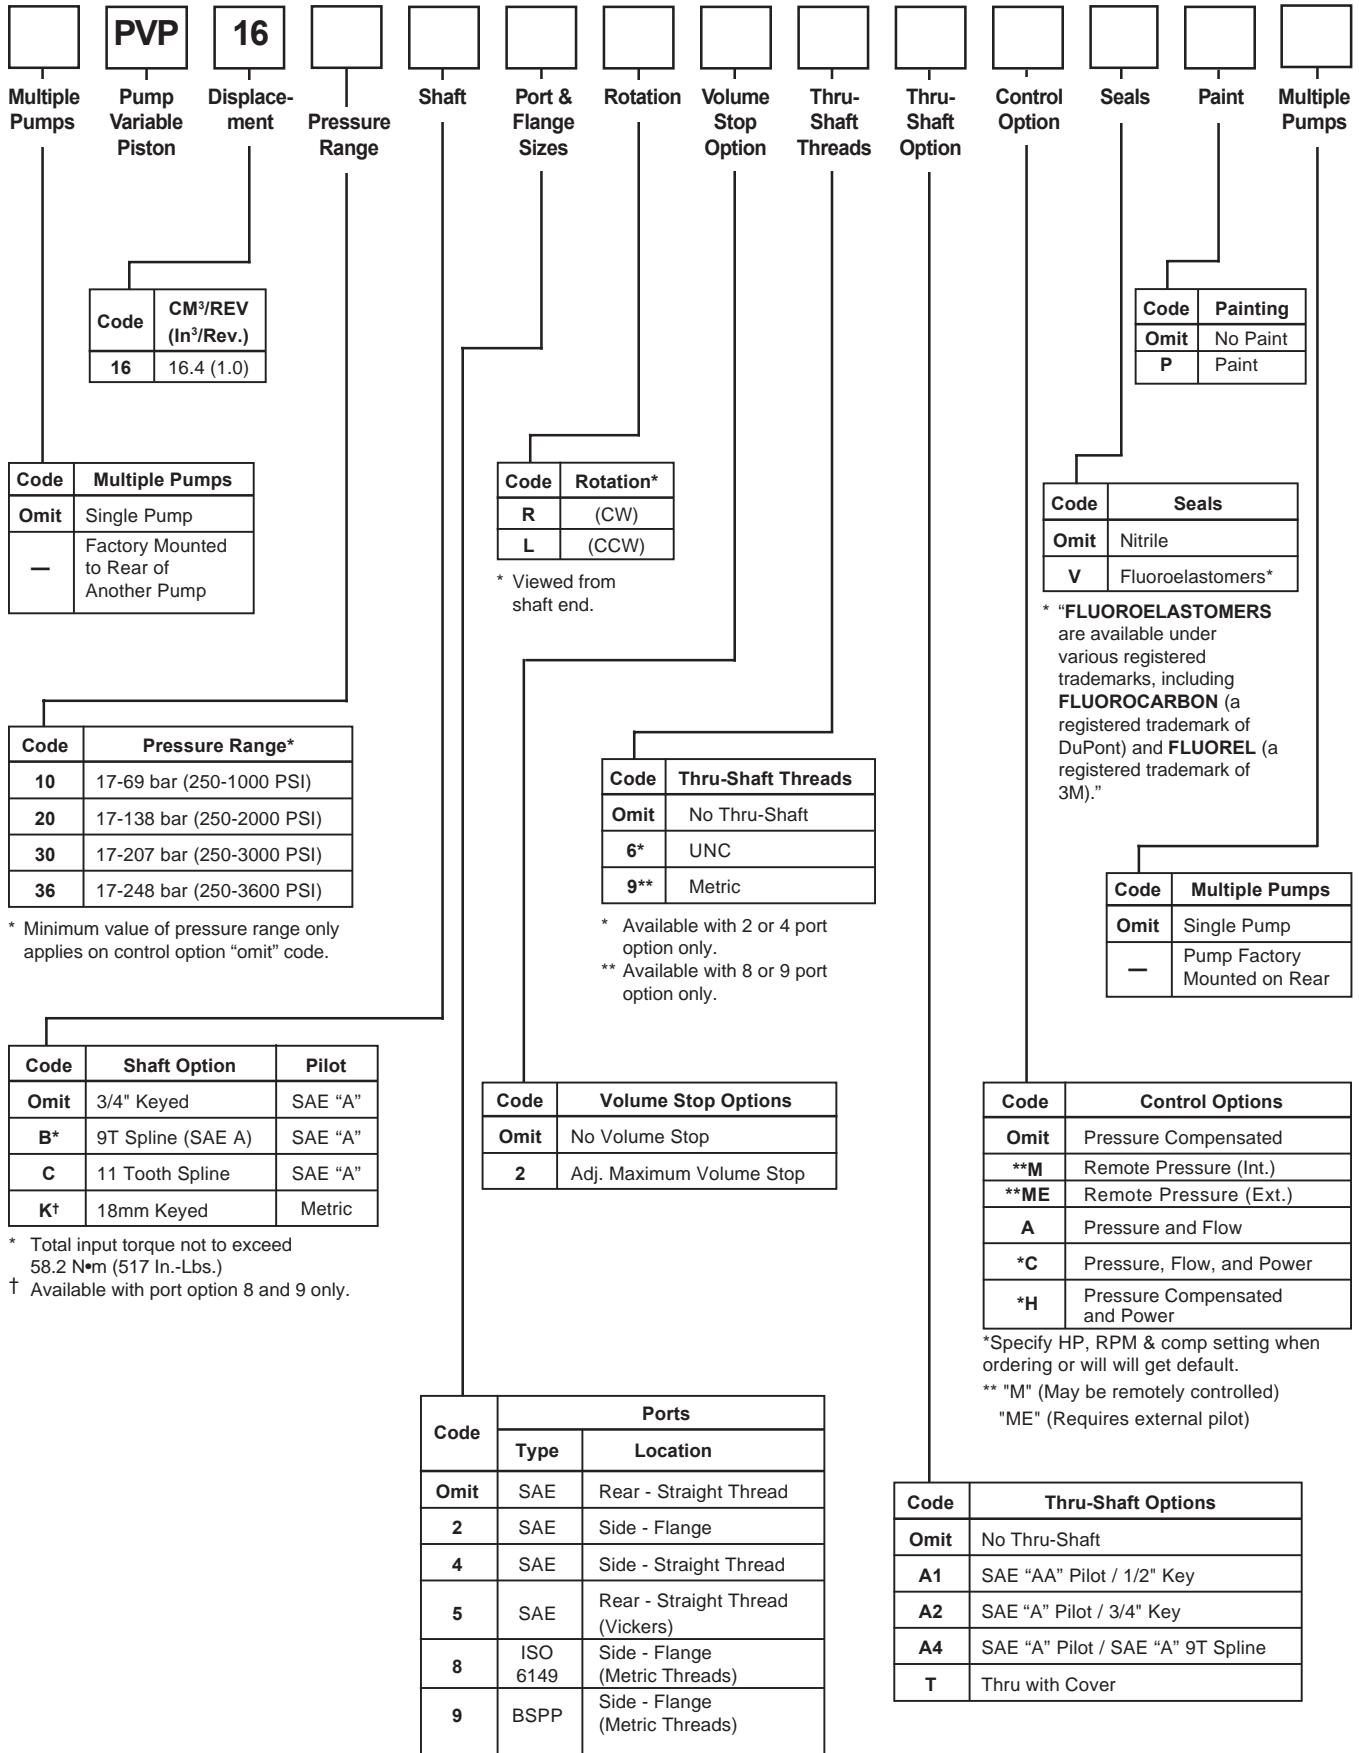 PVP 16
Multiple
Pumps
Pump
Variable
Piston
Displace-
ment
Pressure
Range
Shaft
Port &
Flange
Sizes
Rotation
Volume
Stop
Option
Thru-
Shaft
Threads
Thru-
Shaft
Option
Control
Option
Seals
Paint
Multiple
Pumps
Code CM³/REV
(In³/Rev.)
16 16.4 (1.0)
Code Painting
Omit No Paint
P Paint
Code Multiple Pumps
Omit Single Pump
— Factory Mounted
to Rear of
Another Pump
Code Rotation*
R (CW)
L (CCW)
* Viewed from
shaft end.
Code Seals
Omit Nitrile
V Fluoroelastomers*
* “FLUOROELASTOMERS
are available under
various registered
trademarks, including
FLUOROCARBON (a
registered trademark of
DuPont) and FLUOREL (a
registered trademark of
3M).”
Code Pressure Range*
10 17-69 bar (250-1000 PSI)
20 17-138 bar (250-2000 PSI)
30 17-207 bar (250-3000 PSI)
36 17-248 bar (250-3600 PSI)
* Minimum value of pressure range only
applies on control option “omit” code.
Code Thru-Shaft Threads
Omit No Thru-Shaft
6* UNC
9** Metric
* Available with 2 or 4 port
option only.
** Available with 8 or 9 port
option only.
Code Multiple Pumps
Omit Single Pump
— Pump Factory
Mounted on Rear
Code Shaft Option Pilot
Omit 3/4" Keyed SAE “A”
B* 9T Spline (SAE A) SAE “A”
C 11 Tooth Spline SAE “A”
K† 18mm Keyed Metric
* Total input torque not to exceed
58.2 N•m (517 In.-Lbs.)
† Available with port option 8 and 9 only.
Code Volume Stop Options
Omit No Volume Stop
2 Adj. Maximum Volume Stop
Code Control Options
Omit Pressure Compensated
**M Remote Pressure (Int.)
**ME Remote Pressure (Ext.)
A Pressure and Flow
*C Pressure, Flow, and Power
*H Pressure Compensated
and Power
*Specify HP, RPM & comp setting when
ordering or will will get default.
** "M" (May be remotely controlled)
"ME" (Requires external pilot)
Code Ports
Type Location
Omit SAE Rear - Straight Thread
2 SAE Side - Flange
4 SAE Side - Straight Thread
5 SAE Rear - Straight Thread
(Vickers)
8 ISO
6149 Side - Flange
(Metric Threads)
9 BSPP Side - Flange
(Metric Threads)
Code Thru-Shaft Options
Omit No Thru-Shaft
A1 SAE “AA” Pilot / 1/2" Key
A2 SAE “A” Pilot / 3/4" Key
A4 SAE “A” Pilot / SAE “A” 9T Spline
T Thru with Cover